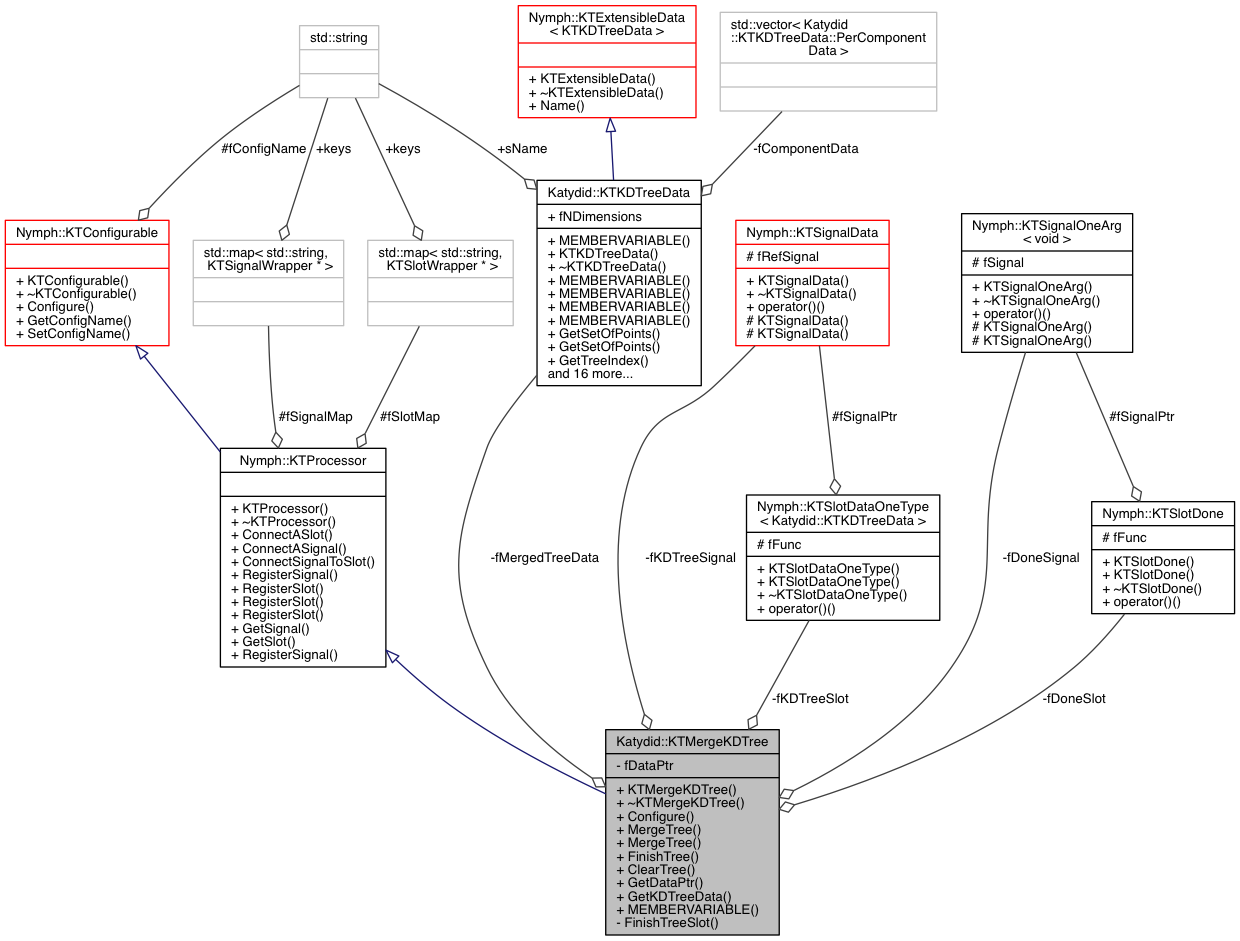 Nymph::KTExtensibleData
< KTKDTreeData >
+ KTExtensibleData()
+ ~KTExtensibleData()
+ Name()
std::vector< Katydid
::KTKDTreeData::PerComponent
Data >
std::string
#fConfigName
+keys
+keys
+sName
-fComponentData
Nymph::KTConfigurable
+ KTConfigurable()
+ ~KTConfigurable()
+ Configure()
+ GetConfigName()
+ SetConfigName()
std::map< std::string,
KTSignalWrapper * >
std::map< std::string,
KTSlotWrapper * >
Katydid::KTKDTreeData
+ fNDimensions
+ MEMBERVARIABLE()
+ KTKDTreeData()
+ ~KTKDTreeData()
+ MEMBERVARIABLE()
+ MEMBERVARIABLE()
+ MEMBERVARIABLE()
+ MEMBERVARIABLE()
+ GetSetOfPoints()
+ GetSetOfPoints()
+ GetTreeIndex()
and 16 more...
Nymph::KTSignalData
# fRefSignal
+ KTSignalData()
+ ~KTSignalData()
+ operator()()
# KTSignalData()
# KTSignalData()
Nymph::KTSignalOneArg
< void >
# fSignal
+ KTSignalOneArg()
+ ~KTSignalOneArg()
+ operator()()
# KTSignalOneArg()
# KTSignalOneArg()
#fSignalMap
#fSlotMap
#fSignalPtr
#fSignalPtr
Nymph::KTProcessor
+ KTProcessor()
+ ~KTProcessor()
+ ConnectASlot()
+ ConnectASignal()
+ ConnectSignalToSlot()
+ RegisterSignal()
+ RegisterSlot()
+ RegisterSlot()
+ RegisterSlot()
+ GetSignal()
+ GetSlot()
+ RegisterSignal()
Nymph::KTSlotDataOneType
< Katydid::KTKDTreeData >
# fFunc
+ KTSlotDataOneType()
+ KTSlotDataOneType()
+ ~KTSlotDataOneType()
+ operator()()
Nymph::KTSlotDone
# fFunc
+ KTSlotDone()
+ KTSlotDone()
+ ~KTSlotDone()
+ operator()()
-fMergedTreeData
-fKDTreeSignal
-fDoneSignal
-fKDTreeSlot
-fDoneSlot
Katydid::KTMergeKDTree
- fDataPtr
+ KTMergeKDTree()
+ ~KTMergeKDTree()
+ Configure()
+ MergeTree()
+ MergeTree()
+ FinishTree()
+ ClearTree()
+ GetDataPtr()
+ GetKDTreeData()
+ MEMBERVARIABLE()
- FinishTreeSlot()